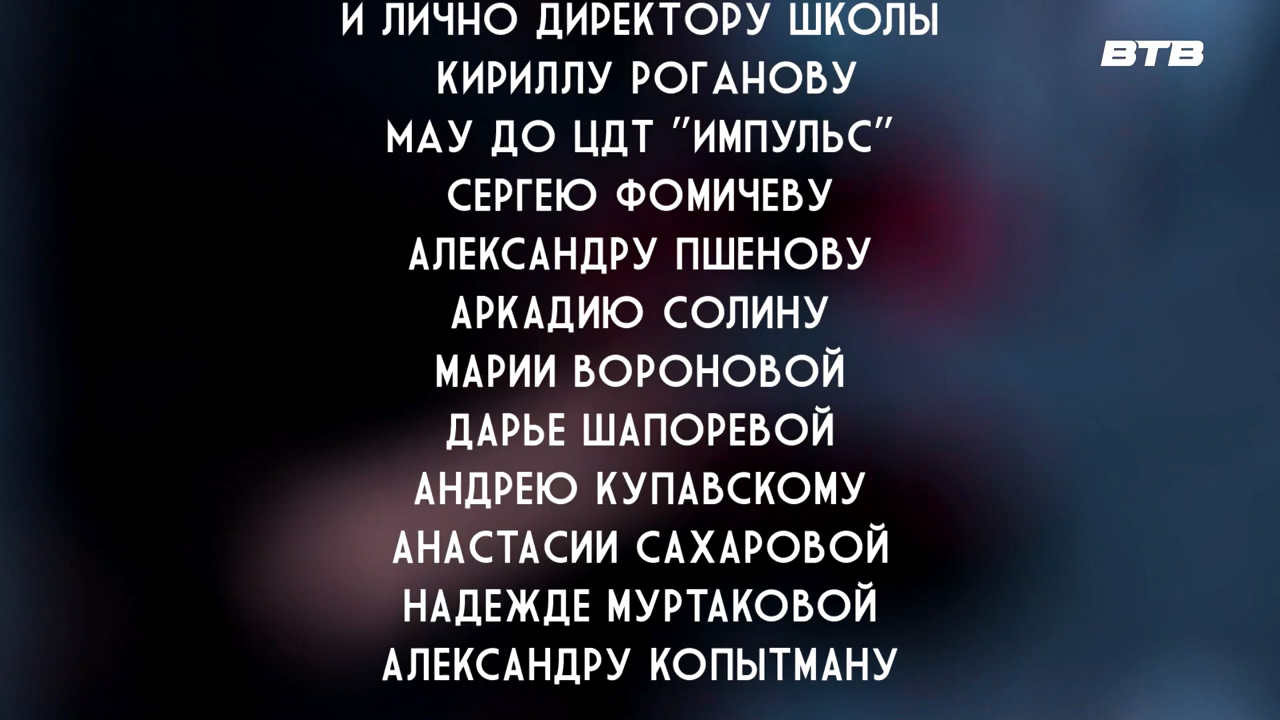 И ЛИЧНО ДИРЕКТОРУ ШКОЛЫ
ВТВ
КИРИЛЛУ РОГАНОВУ
МАУ ДО ЦДТ "ИМПУЛЬС"
СЕРГЕЮ ФОМИЧЕВУ
АЛЕКСАНДРУ ПШЕНОВУ
АРКАДИЮ СОЛИНУ
МАРИИ ВОРОНОВОЙ
ДАРЬЕ ШАПОРЕВОЙ
АНДРЕЮ КУПАВСКОМУ
АНАСТАСИИ САХАРОВОЙ
НАДЕЖДЕ МУРТАКОВОЙ
АЛЕКСАНДРУ КОПЫТМАНУ